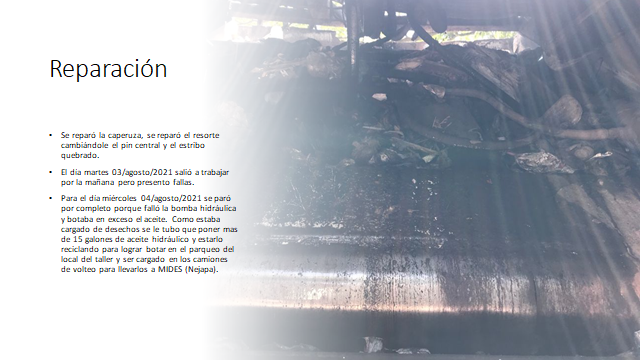 Reparación
• Se reparó la caperuza, se reparó el resorte
cambiándole el pin central y el estribo
quebrado.
• El día martes 03/agosto/2021 salió a trabajar
por la mañana pero presento fallas.
• Para el día miércoles 04/agosto/2021 se paró
por completo porque falló la bomba hidráulica
y botaba en exceso el aceite. Como estaba
cargado de desechos se le tubo que poner mas
de 15 galones de aceite hidráulico y estarlo
reciclando para lograr botar en el parqueo del
local del taller y ser cargado en los camiones
de volteo para llevarlos a MIDES (Nejapa).